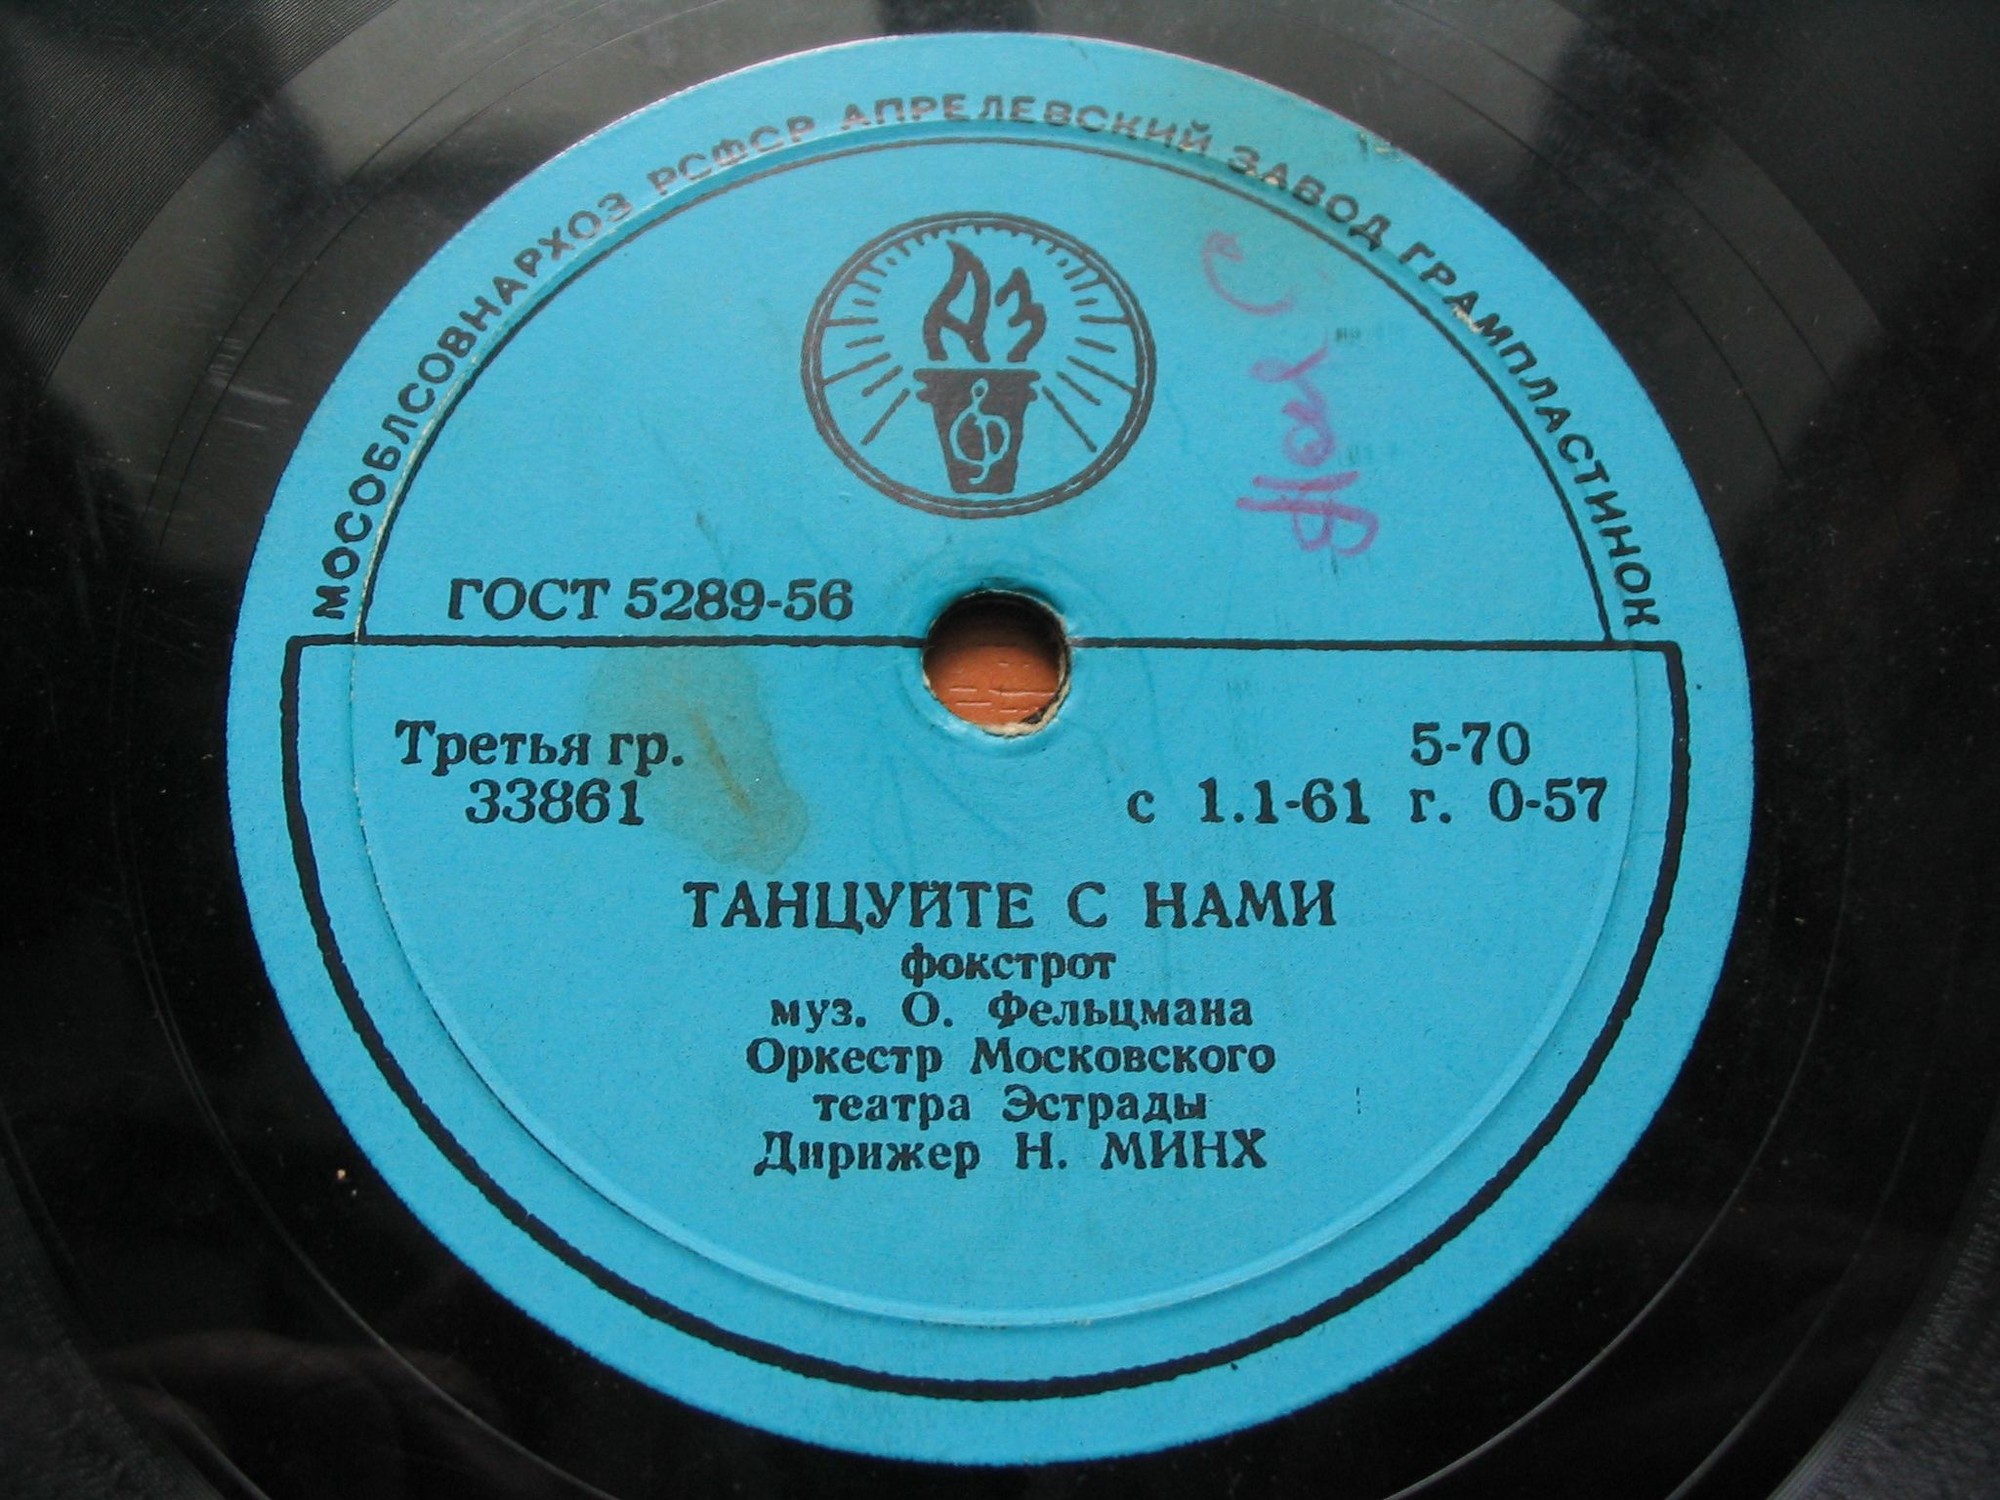 МОСОБЛСОВНАРХОЗ РСФСР АПРЕЛЕВСКИЙ ЗАВОД ГРАМПЛАСТИНОК
АЗ
ГОСТ 5289-56
Третья гр. 5-70
33861 с 1.1-61 г. 0-57
ТАНЦУЙТЕ С НАМИ
фокстрот
муз. О. Фельцмана
Оркестр Московского
театра Эстрады
Дирижер Н. МИНХ